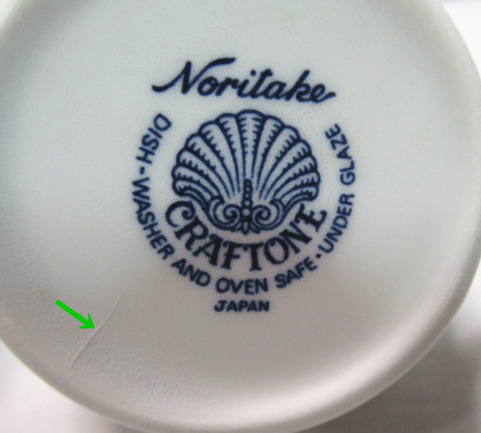 Noritake
CRAFTONE
DISH-WASHER AND OVEN SAFE·UNDER GLAZE
JAPAN